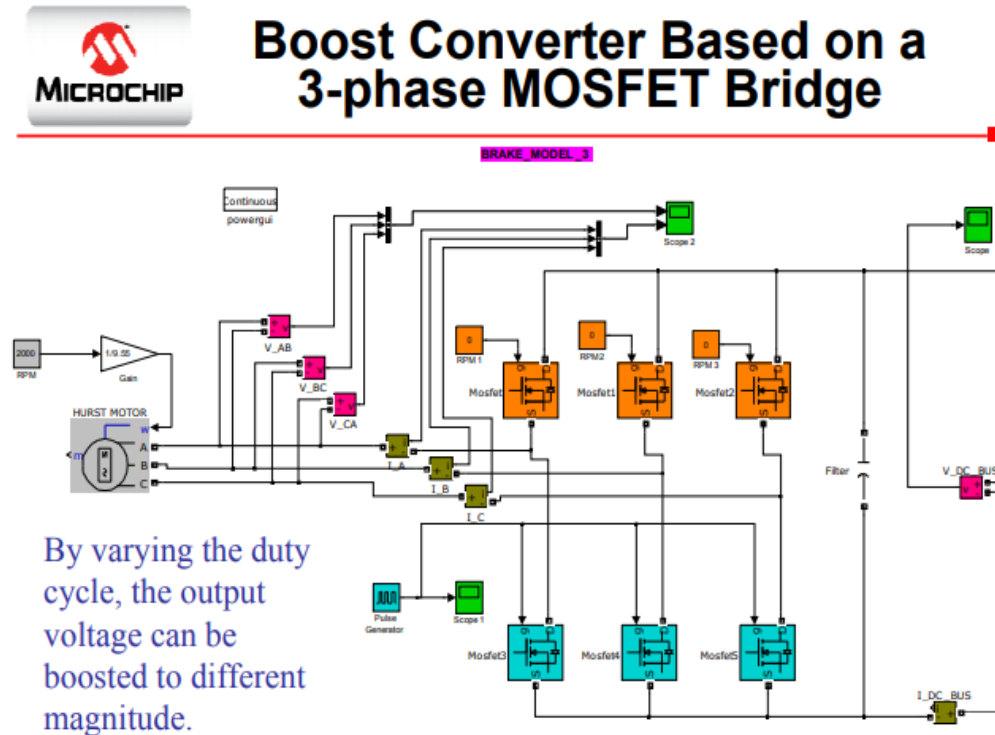 MICROCHIP
Boost Converter Based on a
3-phase MOSFET Bridge
BRAKE_MODEL_3
Continuous
powergui
Scope 2
Scope
V_AB
V_BC
V_CA
2000
RPM
1/9.55
Gain
0
RPM 1
0
RPM2
0
RPM 3
g
D
S
Mosfet
g
D
S
Mosfet1
g
D
S
Mosfet2
HURST MOTOR
w
m
A
B
C
I_A
I_B
I_C
Filter
V_DC_BUS
By varying the duty
cycle, the output
voltage can be
boosted to different
magnitude.
Pulse
Generator
Scope 1
g
D
S
Mosfet3
g
D
S
Mosfet4
g
D
S
Mosfet5
I_DC_BUS